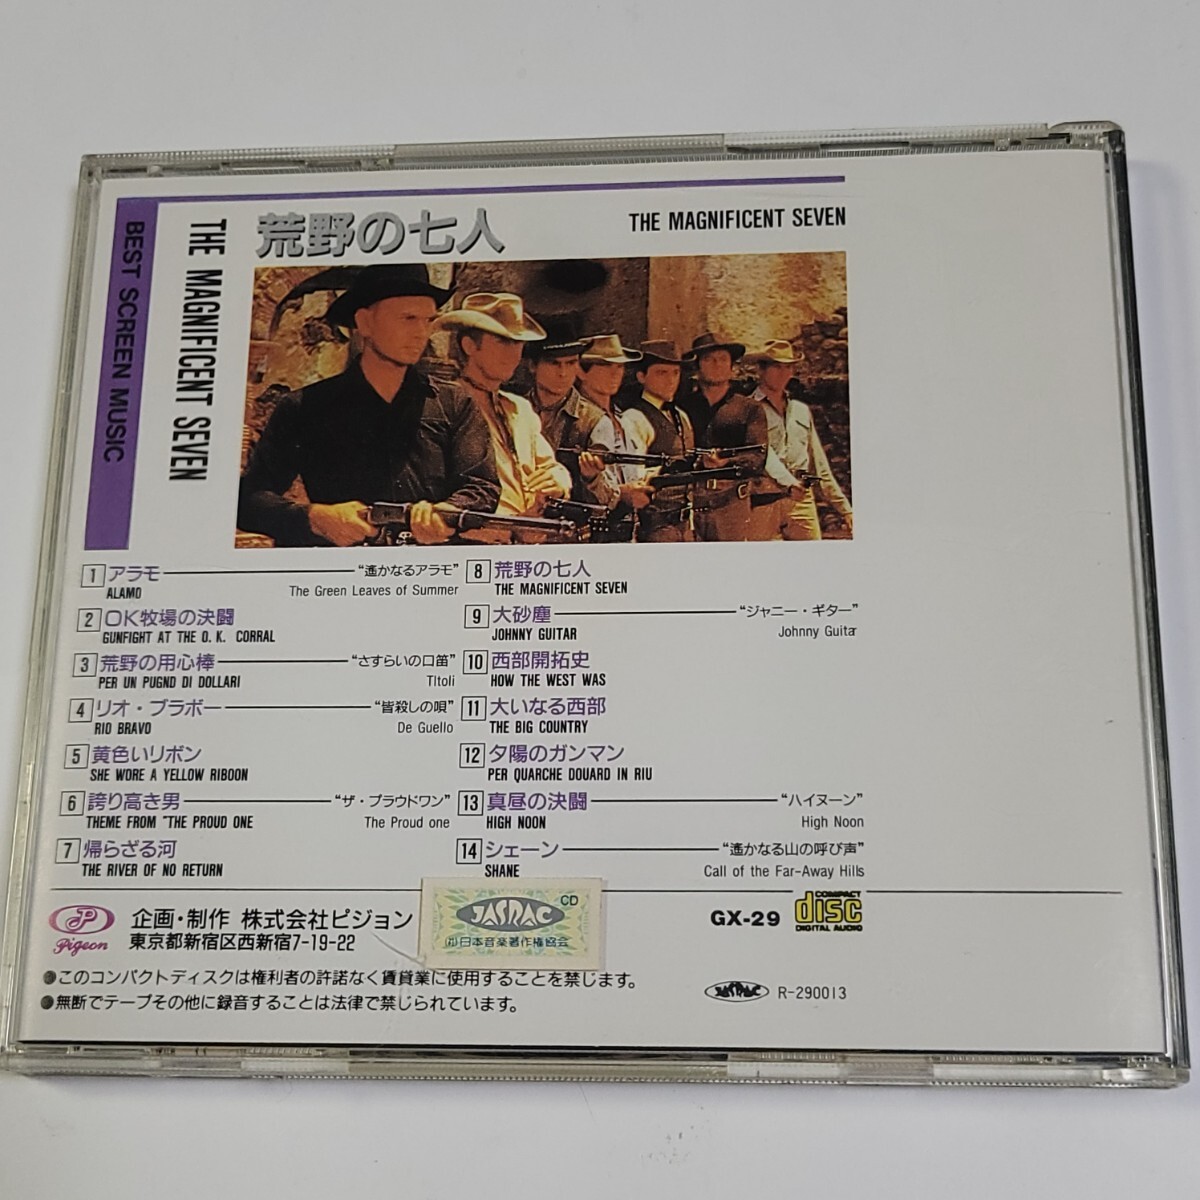 BEST SCREEN MUSIC
THE MAGNIFICENT SEVEN
荒野の七人
THE MAGNIFICENT SEVEN
1 アラモ “遙かなるアラモ”
ALAMO The Green Leaves of Summer
2 OK牧場の決闘
GUNFIGHT AT THE O.K. CORRAL
3 荒野の用心棒 “さすらいの口笛”
PER UN PUGND DI DOLLARI Titoli
4 リオ・ブラボー “皆殺しの唄”
RIO BRAVO De Guello
5 黄色いリボン
SHE WORE A YELLOW RIBOON
6 誇り高き男 “ザ・プラウドワン”
THEME FROM "THE PROUD ONE The Proud one
7 帰らざる河
THE RIVER OF NO RETURN
8 荒野の七人
THE MAGNIFICENT SEVEN
9 大砂塵 “ジャニー・ギター”
JOHNNY GUITAR Johnny Guitar
10 西部開拓史
HOW THE WEST WAS
11 大いなる西部
THE BIG COUNTRY
12 夕陽のガンマン
PER QUARCHE DOUARD IN RIU
13 真昼の決闘 “ハイヌーン”
HIGH NOON High Noon
14 シェーン “遙かなる山の呼び声”
SHANE Call of the Far-Away Hills
Pigeon
企画・制作 株式会社ピジョン
東京都新宿区西新宿7-19-22
JASRAC CD
(社)日本音楽著作権協会
GX-29
COMPACT disc DIGITAL AUDIO
●このコンパクトディスクは権利者の許諾なく賃貸業に使用することを禁じます。
●無断でテープその他に録音することは法律で禁じられています。
JASRAC R-290013